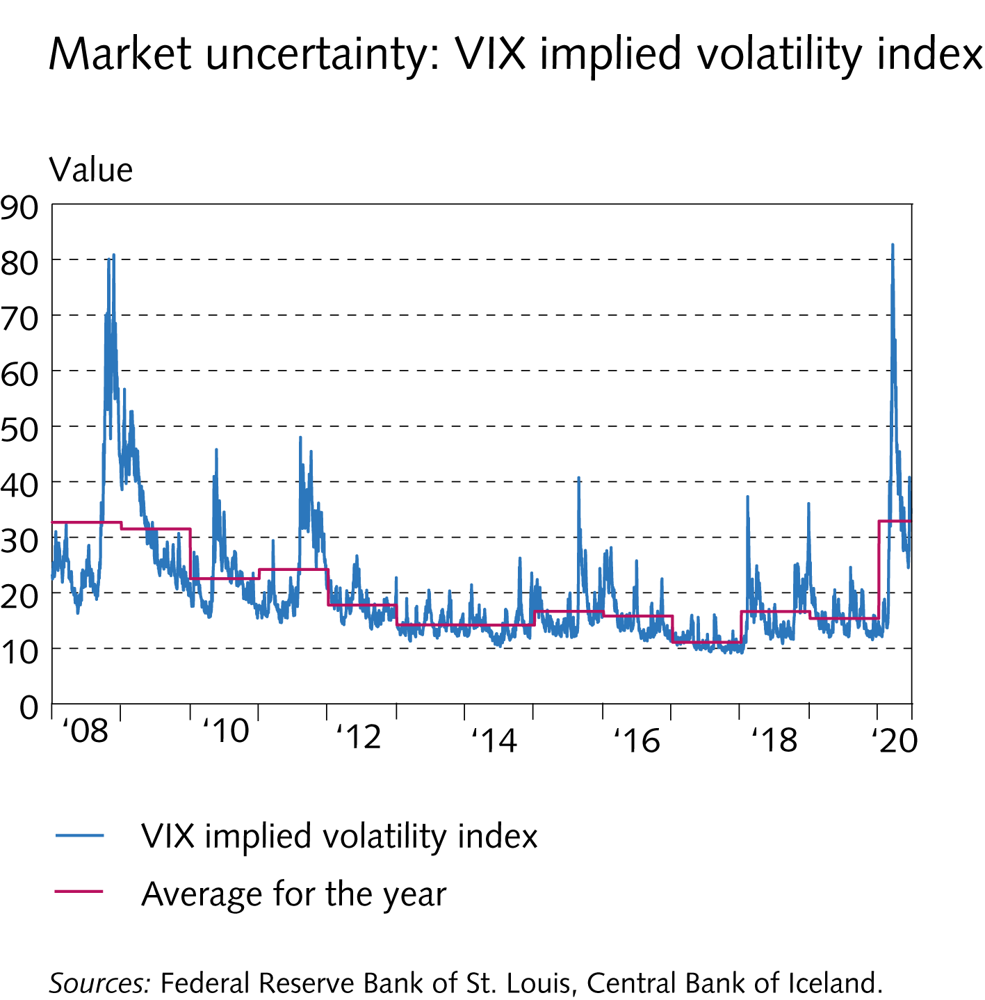 Market uncertainty: VIX implied volatility index
Value
90
80
70
60
50
40
30
20
10
0
‘08 ‘10 ‘12 ‘14 ‘16 ‘18 ‘20
VIX implied volatility index
Average for the year
Sources: Federal Reserve Bank of St. Louis, Central Bank of Iceland.